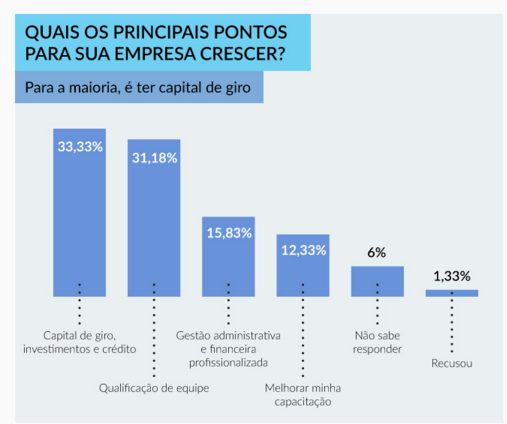 QUAIS OS PRINCIPAIS PONTOS
PARA SUA EMPRESA CRESCER?
Para a maioria, é ter capital de giro
33,33%
31,18%
15,83%
12,33%
6%
1,33%
Capital de giro,
investimentos e crédito
Qualificação de equipe
Gestão administrativa
e financeira
profissionalizada
Melhorar minha
capacitação
Não sabe
responder
Recusou